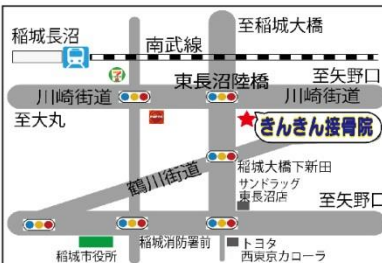 至稲城大橋
稲城長沼
南武線
東長沼陸橋
至矢野口
川崎街道
川崎街道
至大丸
きんきん接骨院
鶴川街道
稲城大橋下新田
サンドラッグ
東長沼店
至矢野口
稲城市役所
稲城消防署前
トヨタ
西東京カローラ